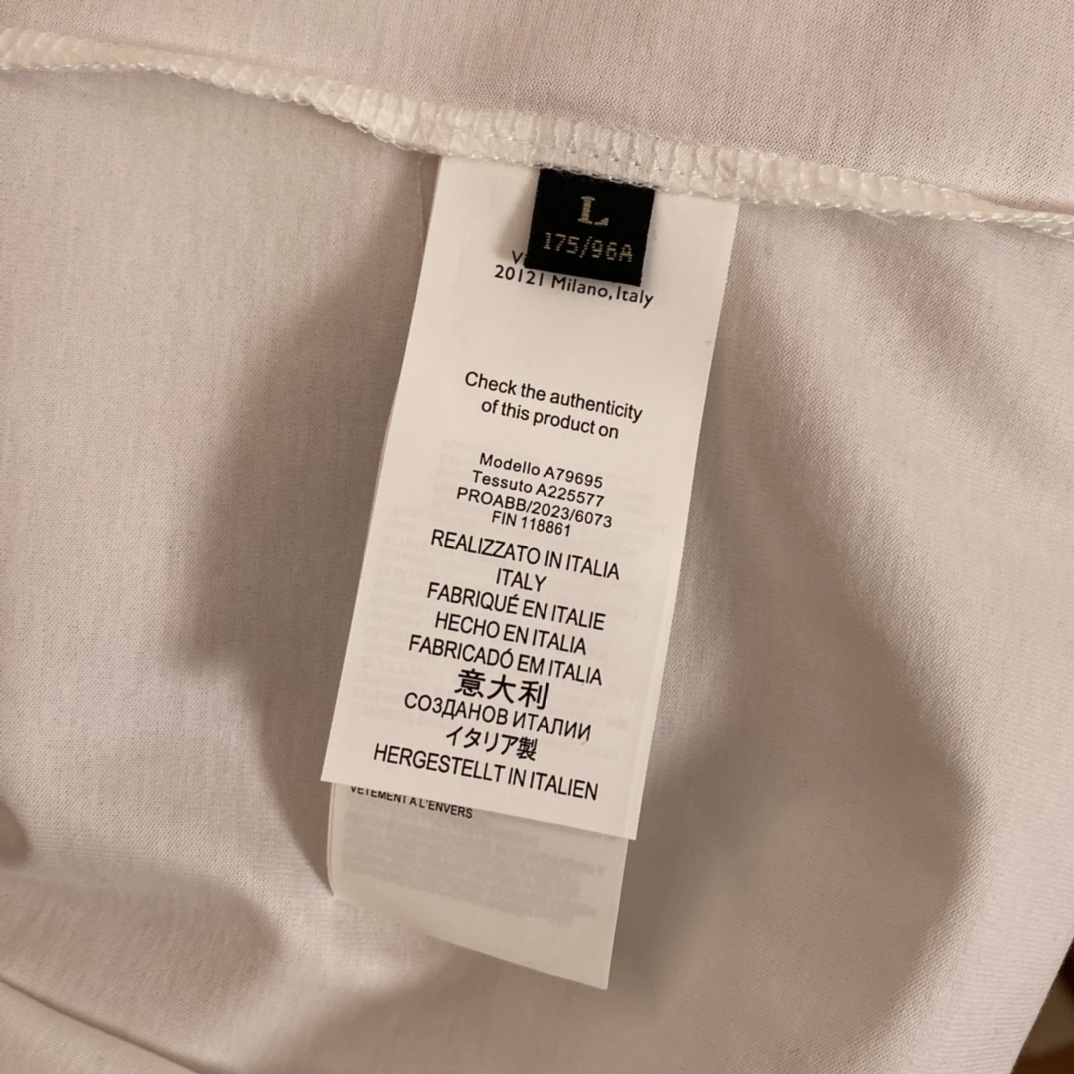 L
175/96A
20121 Milano, Italy
Check the authenticity
of this product on
Modello A79695
Tessuto A225577
PROABB/2023/6073
FIN 118861
REALIZZATO IN ITALIA
ITALY
FABRIQUÉ EN ITALIE
HECHO EN ITALIA
FABRICADÓ EM ITALIA
意大利
СОЗДАНОВ ИТАЛИИ
イタリア製
HERGESTELLT IN ITALIEN
VETEMENT A L'ENVERS